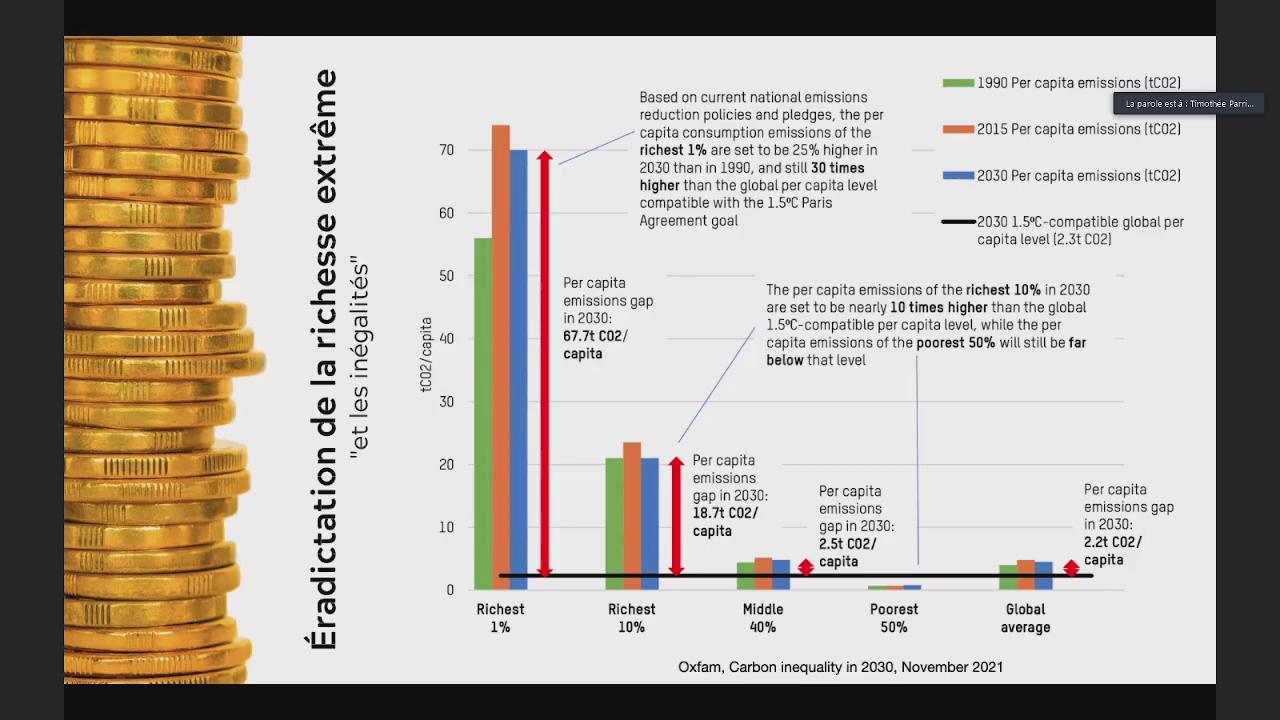 Éradictation de la richesse extrême
"et les inégalités"
1990 Per capita emissions (tCO2)
La parole est à : Timothee Parri...
2015 Per capita emissions (tCO2)
2030 Per capita emissions (tCO2)
2030 1.5ºC-compatible global per
capita level (2.3t CO2)
Based on current national emissions
reduction policies and pledges, the per
capita consumption emissions of the
richest 1% are set to be 25% higher in
2030 than in 1990, and still 30 times
higher than the global per capita level
compatible with the 1.5ºC Paris
Agreement goal
Per capita
emissions gap
in 2030:
67.7t CO2/
capita
The per capita emissions of the richest 10% in 2030
are set to be nearly 10 times higher than the global
1.5ºC-compatible per capita level, while the per
capita emissions of the poorest 50% will still be far
below that level
Per capita
emissions
gap in 2030:
18.7t CO2/
capita
Per capita
emissions
gap in 2030:
2.5t CO2/
capita
Per capita
emissions gap
in 2030:
2.2t CO2/
capita
tCO2/capita
70
60
50
40
30
20
10
0
Richest
1%
Richest
10%
Middle
40%
Poorest
50%
Global
average
Oxfam, Carbon inequality in 2030, November 2021